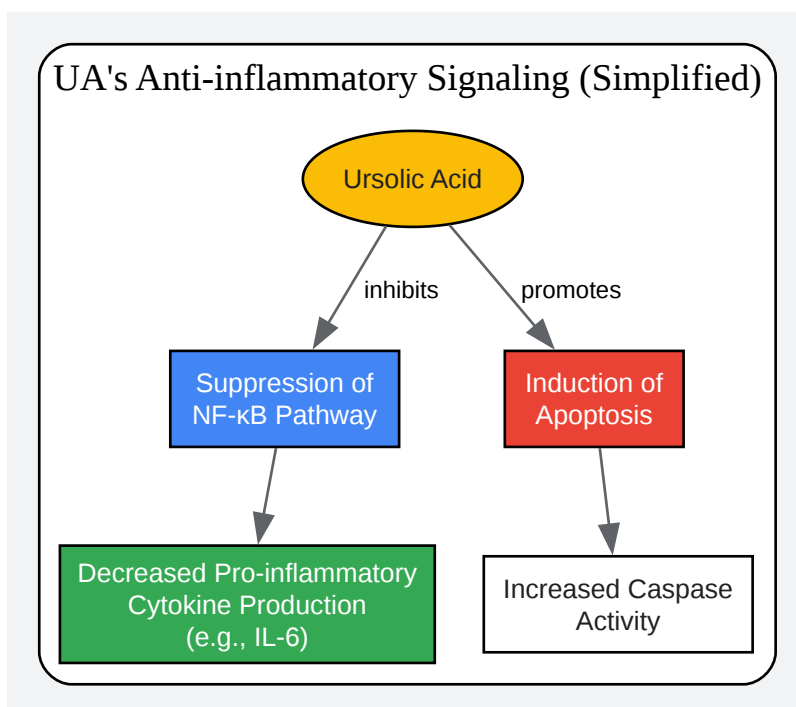 UA's Anti-inflammatory Signaling (Simplified)
Ursolic Acid
inhibits
promotes
Suppression of
NF-κB Pathway
Induction of
Apoptosis
Decreased Pro-inflammatory
Cytokine Production
(e.g., IL-6)
Increased Caspase
Activity